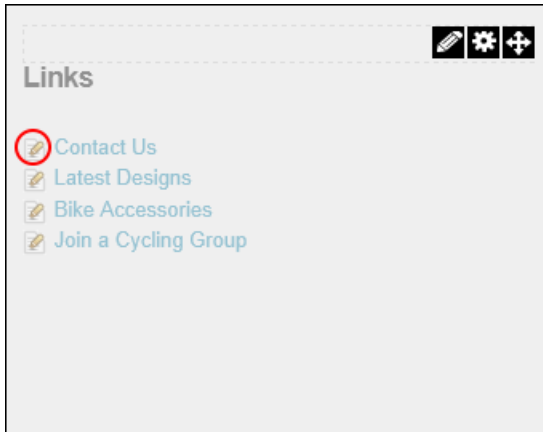 Links
Contact Us
Latest Designs
Bike Accessories
Join a Cycling Group